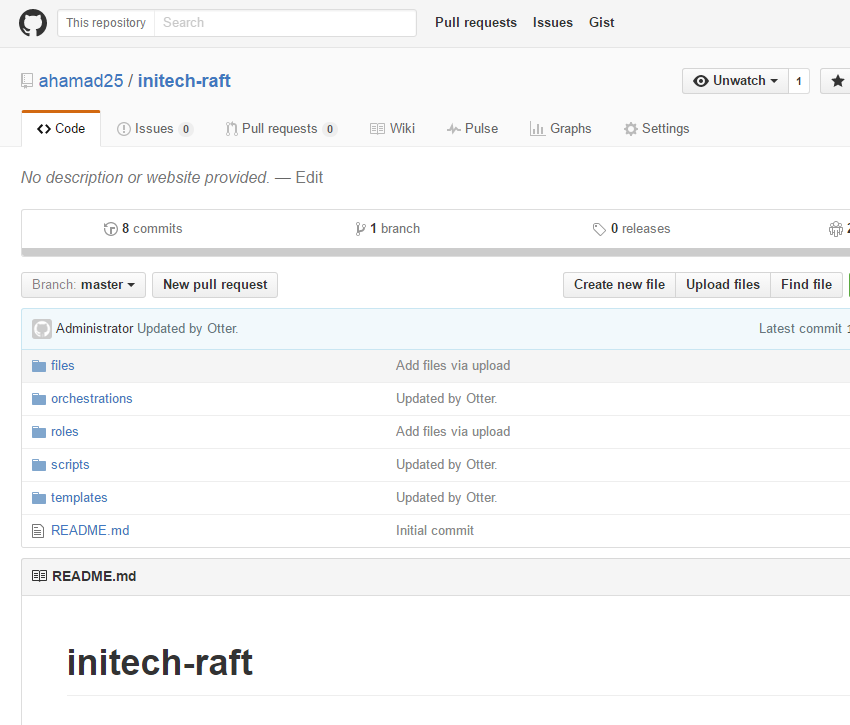 This repository Search Pull requests Issues Gist
ahamad25 / initech-raft Unwatch 1
Code Issues 0 Pull requests 0 Wiki Pulse Graphs Settings
No description or website provided. — Edit
8 commits 1 branch 0 releases
Branch: master New pull request Create new file Upload files Find file
Administrator Updated by Otter. Latest commit
files Add files via upload
orchestrations Updated by Otter.
roles Add files via upload
scripts Updated by Otter.
templates Updated by Otter.
README.md Initial commit
README.md
initech-raft